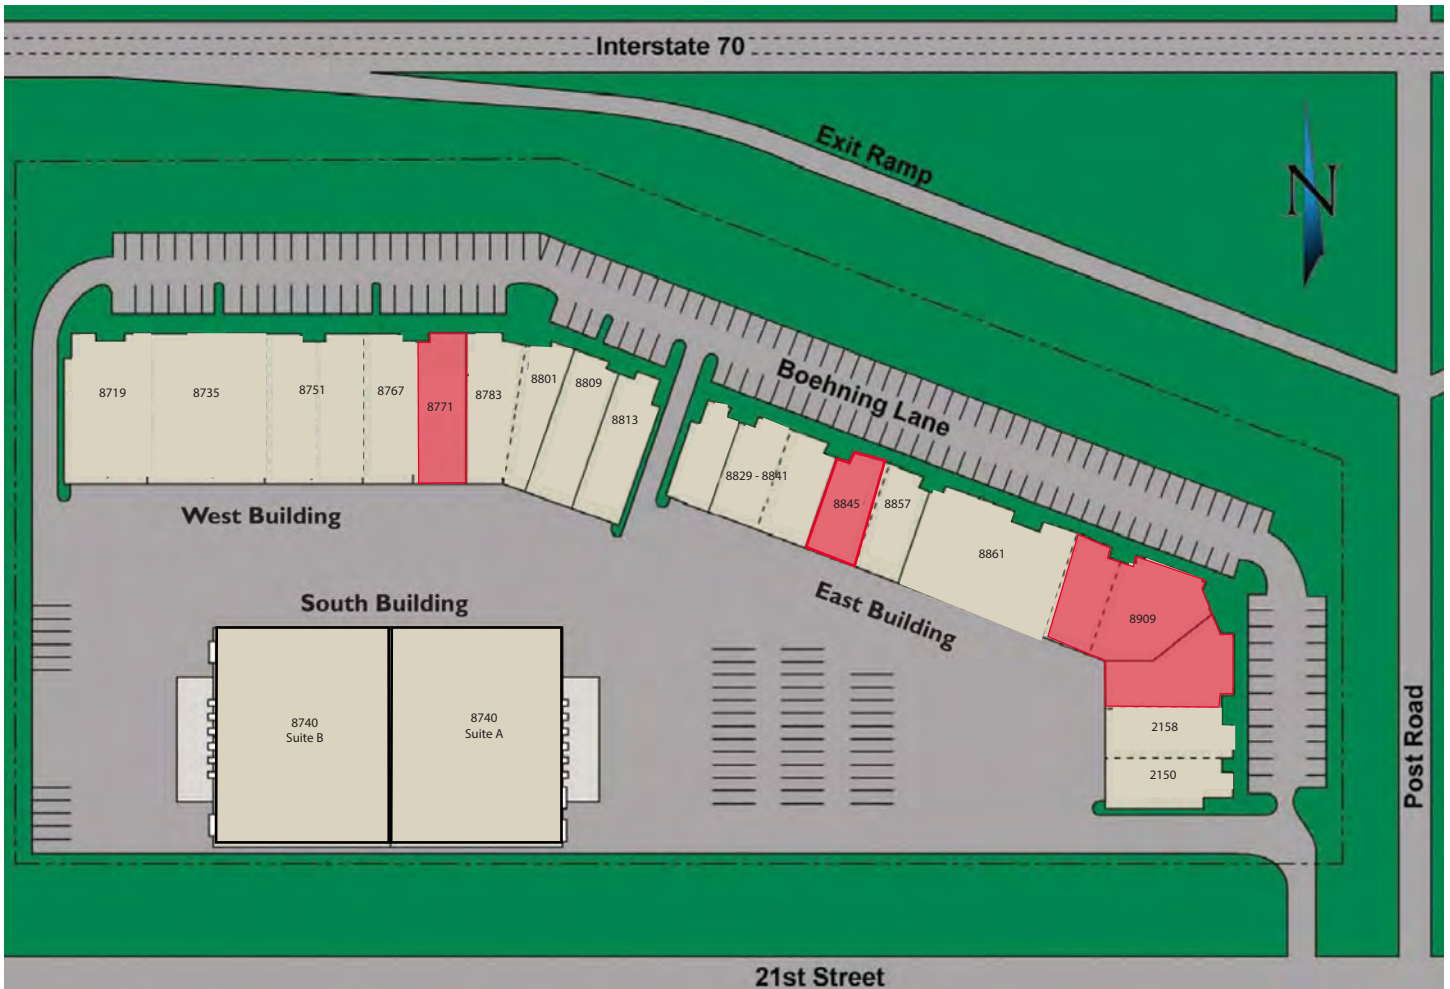 Interstate 70
Exit Ramp
N
Boehning Lane
8719
8735
8751
8767
8771
8783
8801
8809
8813
8829 - 8841
8845
8857
8861
8909
2158
2150
West Building
East Building
South Building
8740
Suite B
8740
Suite A
Post Road
21st Street